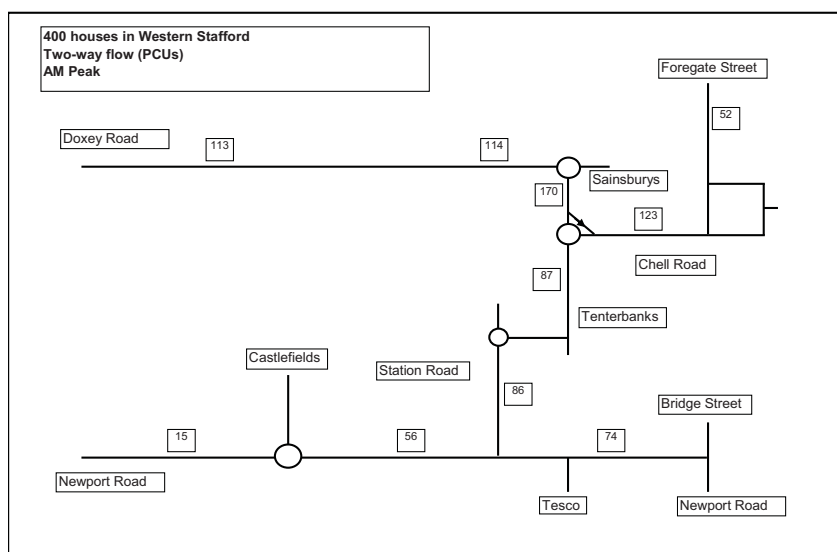 400 houses in Western Stafford
Two-way flow (PCUs)
AM Peak
Foregate Street
52
Doxey Road
113
114
Sainsburys
170
123
Chell Road
87
Tenterbanks
Castlefields
Station Road
86
Bridge Street
15
56
74
Newport Road
Tesco
Newport Road